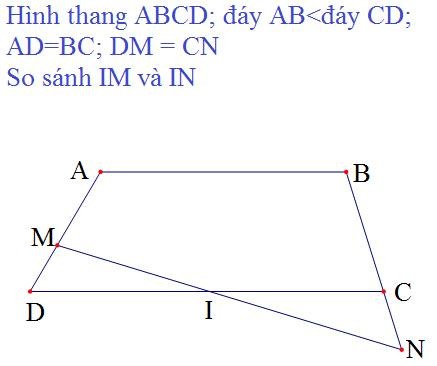 Hình thang ABCD; đáy AB<đáy CD;
AD=BC; DM = CN
So sánh IM và IN
A
B
M
D
I
C
N